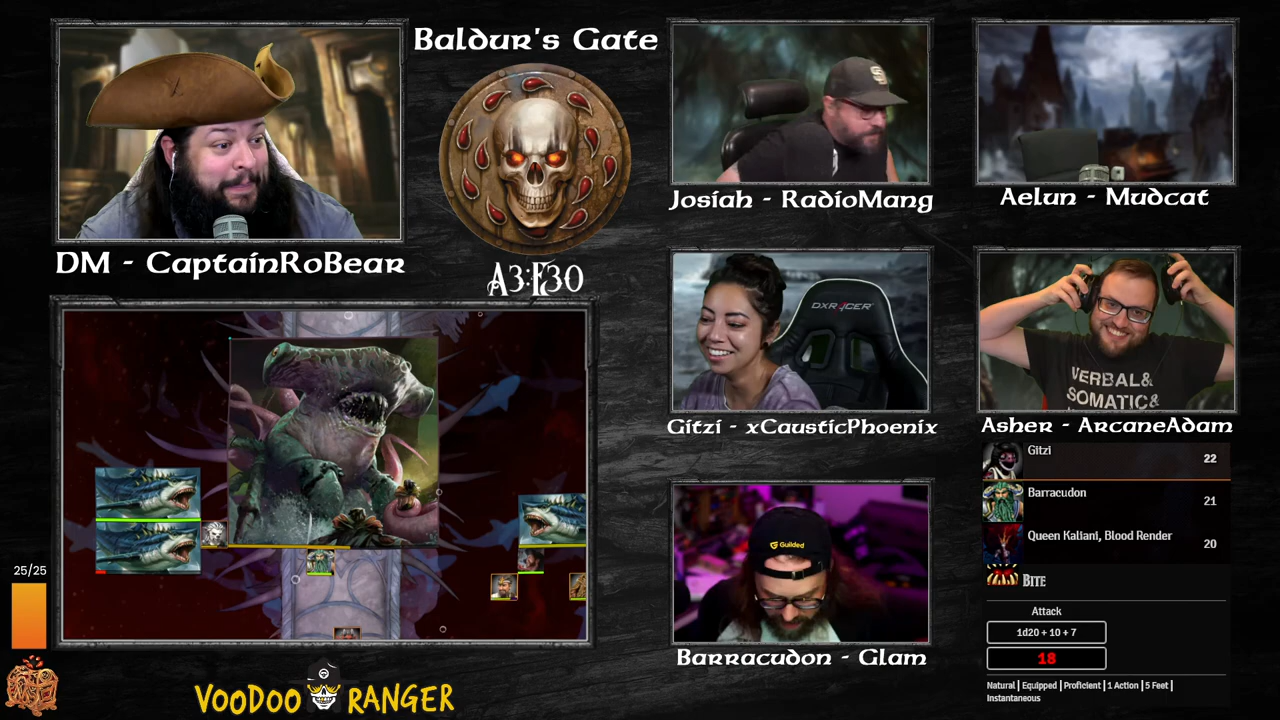 Baldur's Gate
A3:E30
DM - CaptainRoBear
Josiah - RadioMang
Aelun - Mudcat
DXRACER
VERBAL&
SOMATIC&
Gitzi - xCausticPhoenix
Asher - ArcaneAdam
Guilded
Barracudon - Glam
Gitzi
22
Barracudon
21
Queen Kaliani, Blood Render
20
Bite
Attack
1d20 + 10 + 7
18
Natural | Equipped | Proficient | 1 Action | 5 Feet |
Instantaneous
25/25
VOODOO RANGER